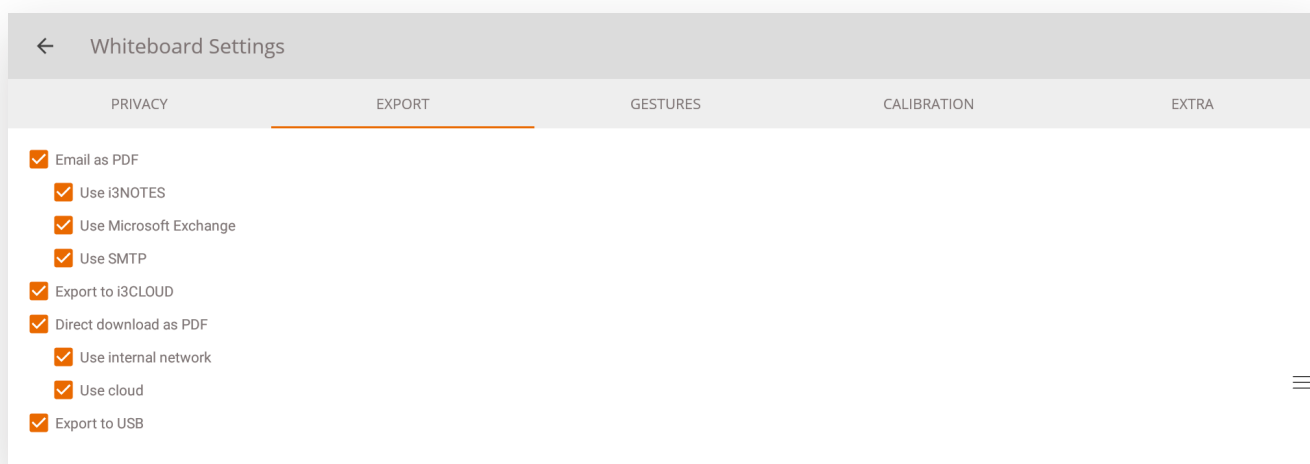 Whiteboard Settings
PRIVACY EXPORT GESTURES CALIBRATION EXTRA
Email as PDF
Use i3NOTES
Use Microsoft Exchange
Use SMTP
Export to i3CLOUD
Direct download as PDF
Use internal network
Use cloud
Export to USB